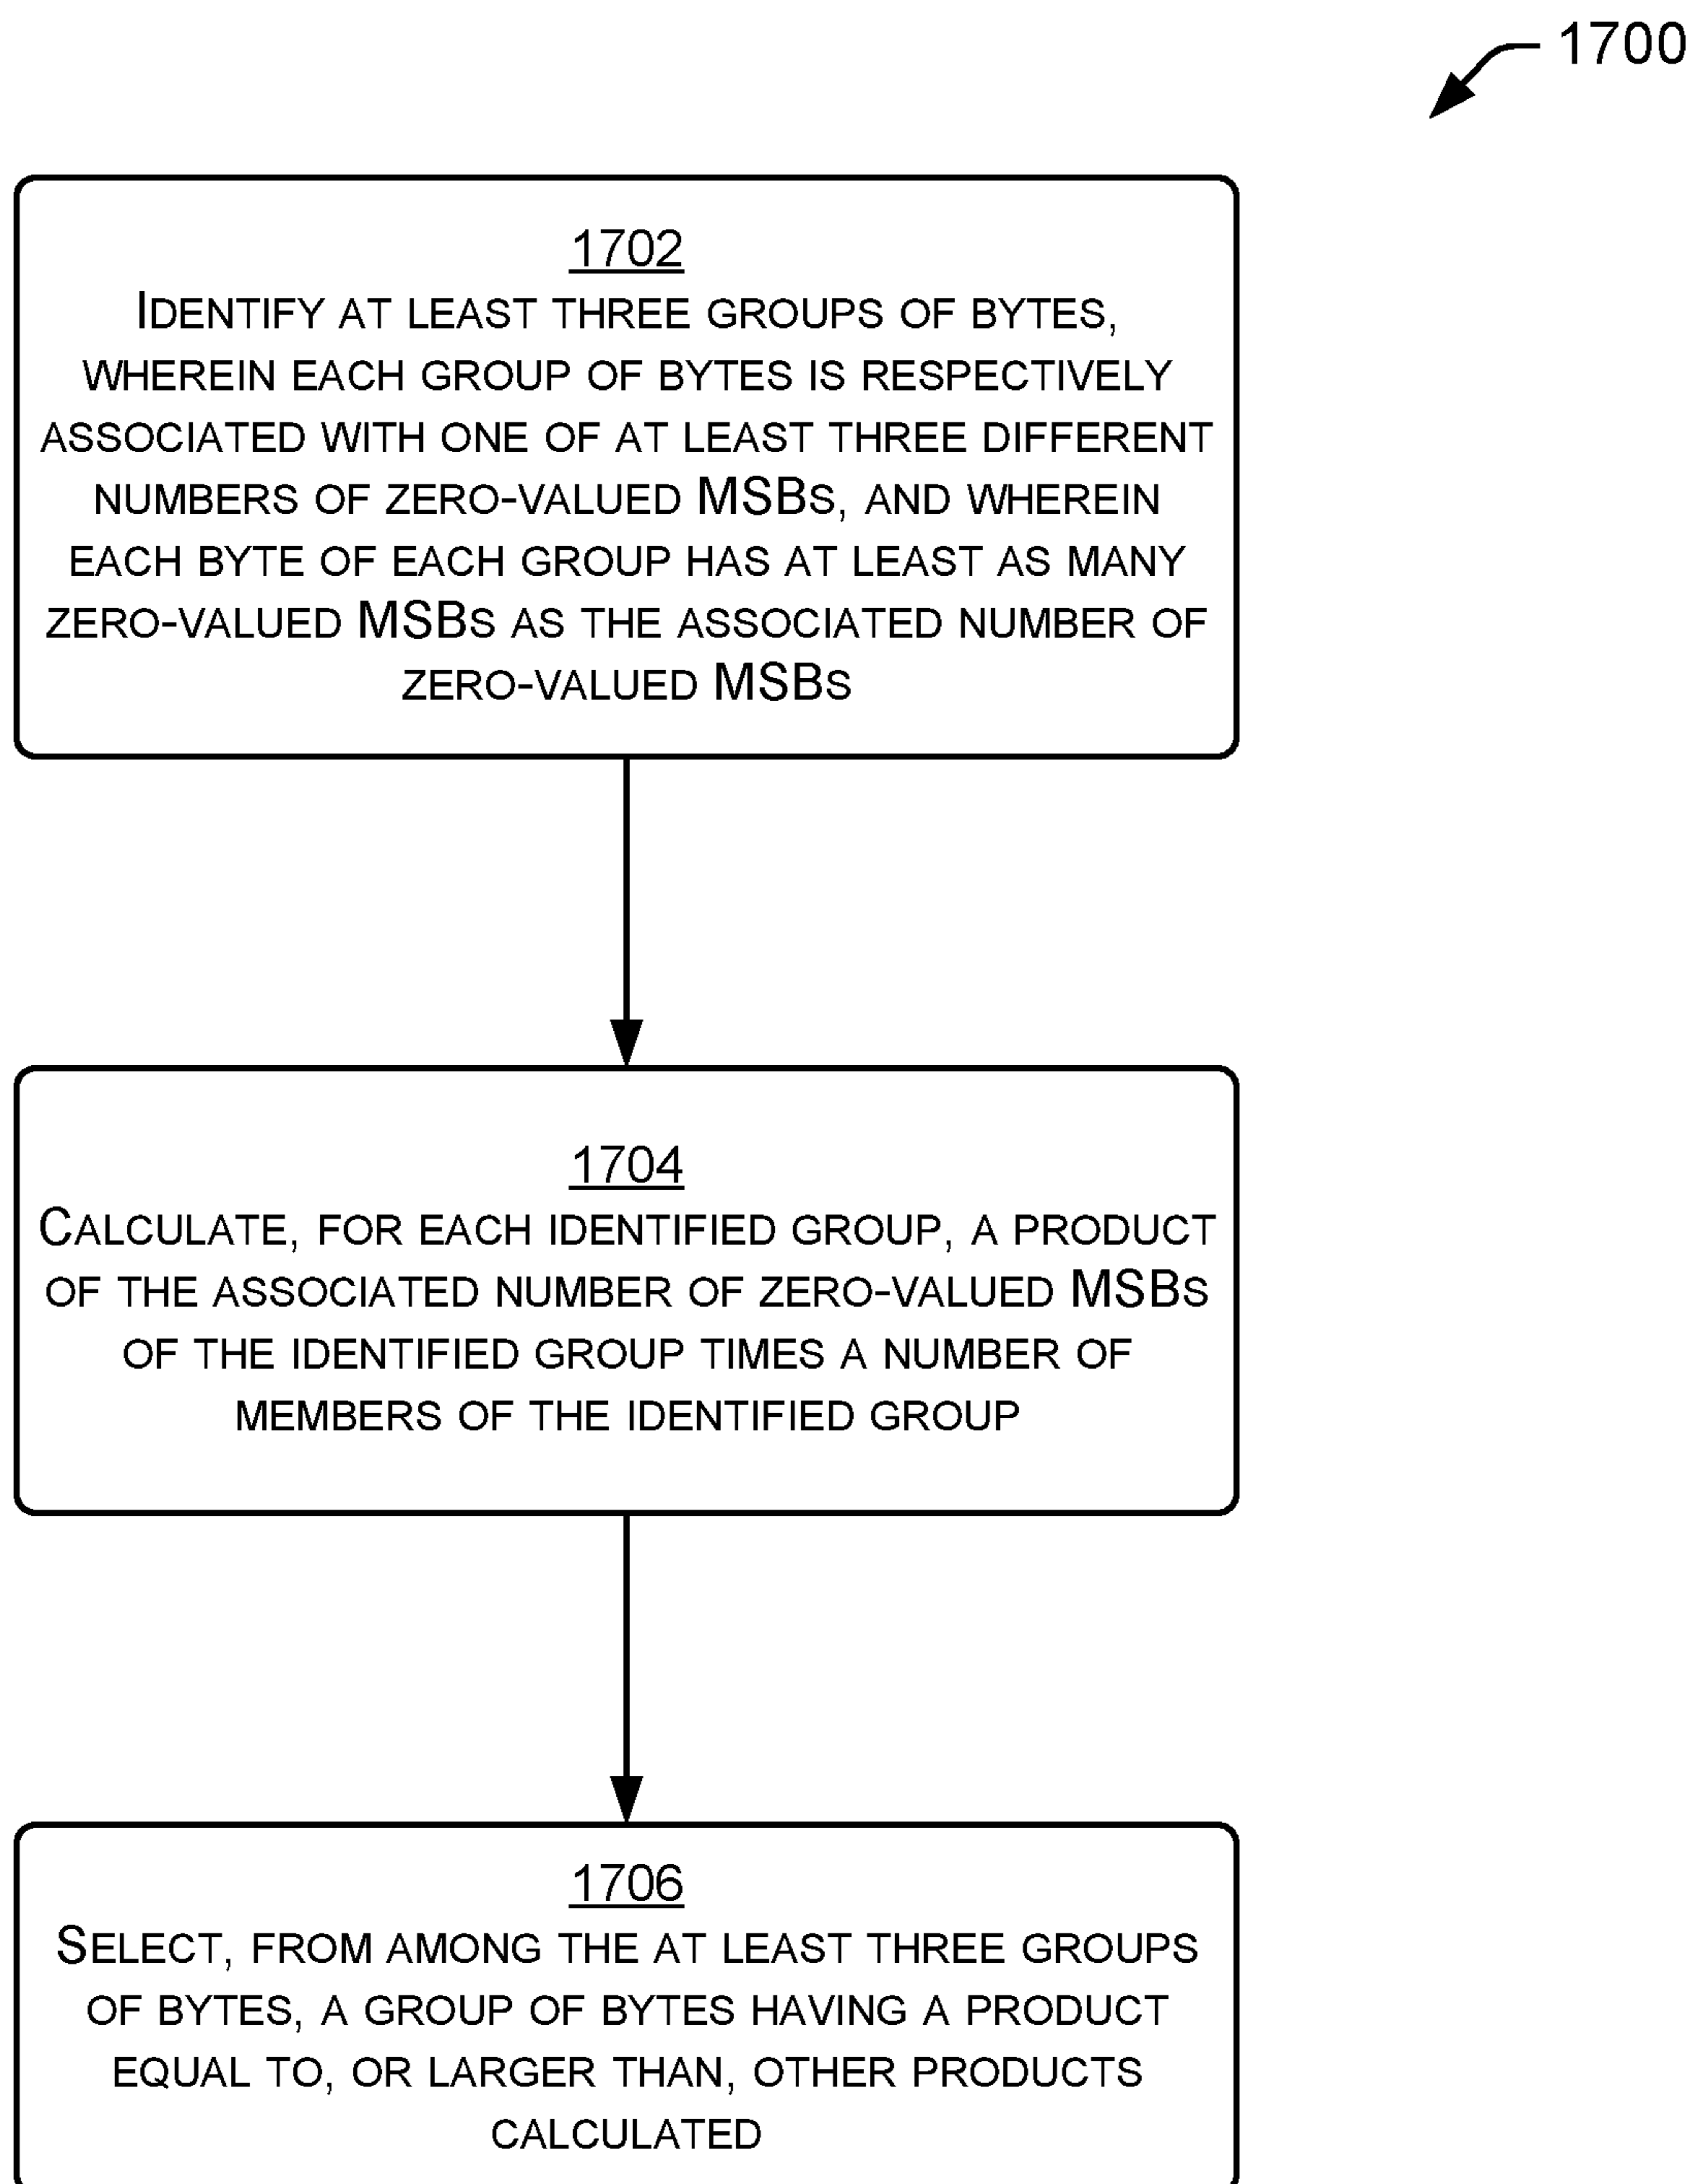 1700
1702
IDENTIFY AT LEAST THREE GROUPS OF BYTES,
WHEREIN EACH GROUP OF BYTES IS RESPECTIVELY
ASSOCIATED WITH ONE OF AT LEAST THREE DIFFERENT
NUMBERS OF ZERO-VALUED MSBS, AND WHEREIN
EACH BYTE OF EACH GROUP HAS AT LEAST AS MANY
ZERO-VALUED MSBS AS THE ASSOCIATED NUMBER OF
ZERO-VALUED MSBS
1704
CALCULATE, FOR EACH IDENTIFIED GROUP, A PRODUCT
OF THE ASSOCIATED NUMBER OF ZERO-VALUED MSBS
OF THE IDENTIFIED GROUP TIMES A NUMBER OF
MEMBERS OF THE IDENTIFIED GROUP
1706
SELECT, FROM AMONG THE AT LEAST THREE GROUPS
OF BYTES, A GROUP OF BYTES HAVING A PRODUCT
EQUAL TO, OR LARGER THAN, OTHER PRODUCTS
CALCULATED